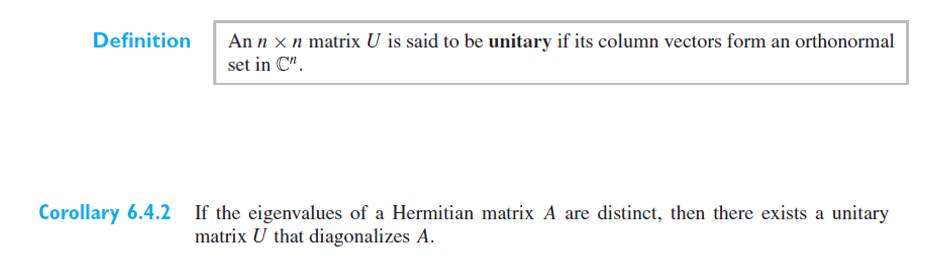 Definition An n × n matrix U is said to be unitary if its column vectors form an orthonormal
set in ℂⁿ.
Corollary 6.4.2 If the eigenvalues of a Hermitian matrix A are distinct, then there exists a unitary
matrix U that diagonalizes A.